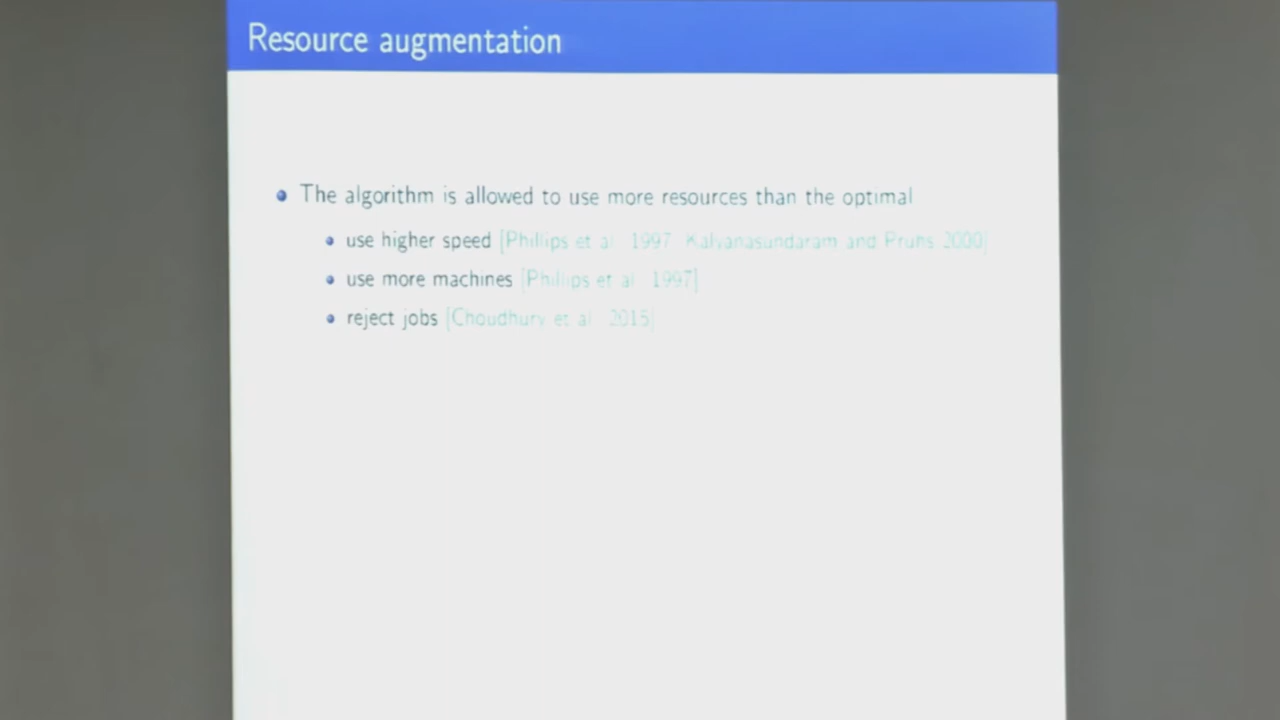 Resource augmentation
The algorithm is allowed to use more resources than the optimal
use higher speed [Phillips et al. 1997, Kalyanasundaram and Pruhs 2000]
use more machines [Phillips et al. 1997]
reject jobs [Choudhury et al. 2015]